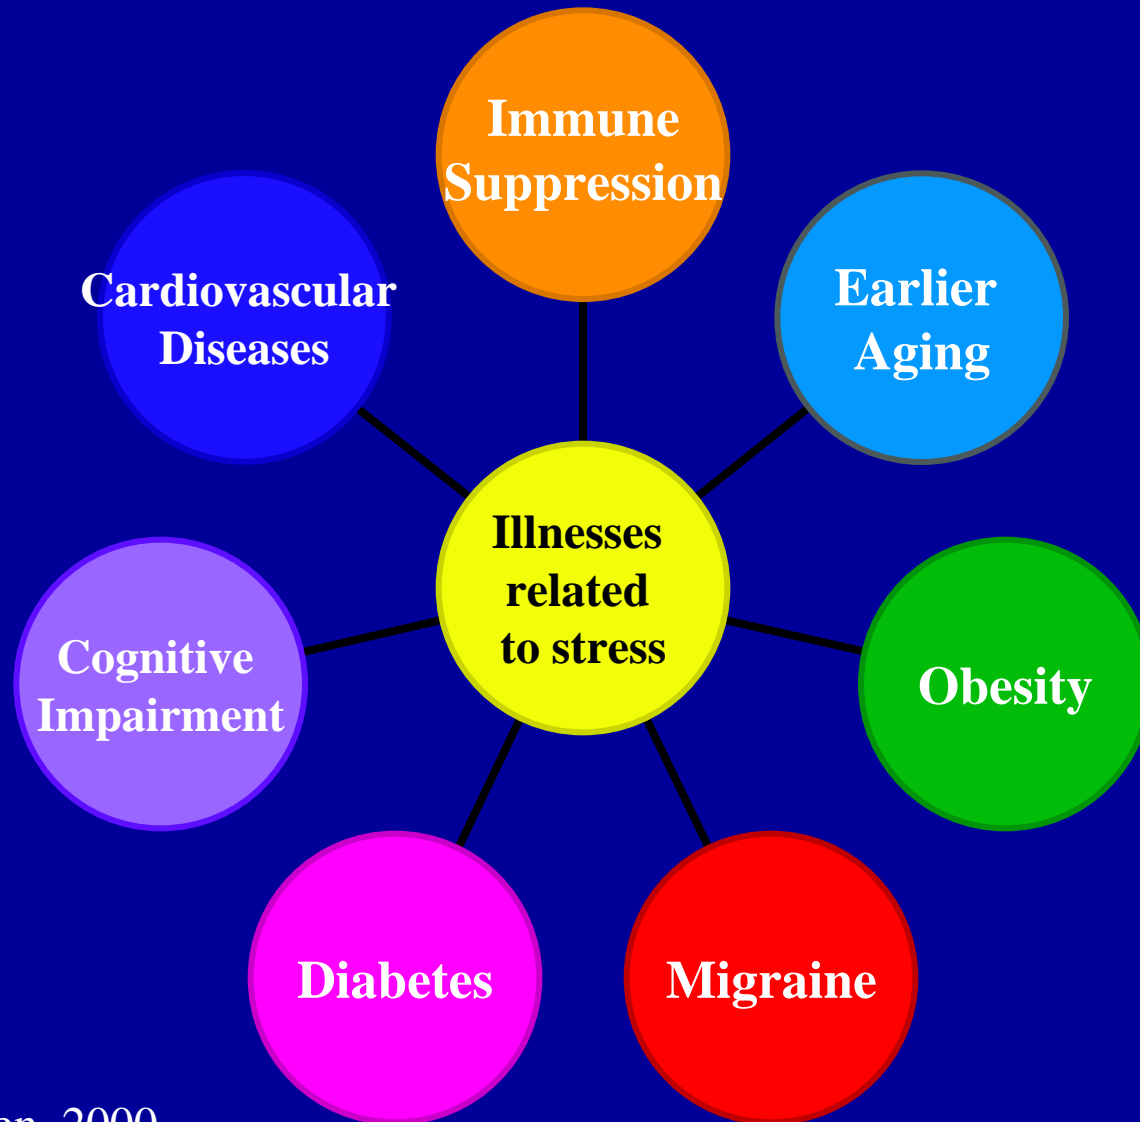 Immune
Suppression
Earlier
Aging
Cardiovascular
Diseases
Illnesses
related
to stress
Obesity
Cognitive
Impairment
Migraine
Diabetes
2000